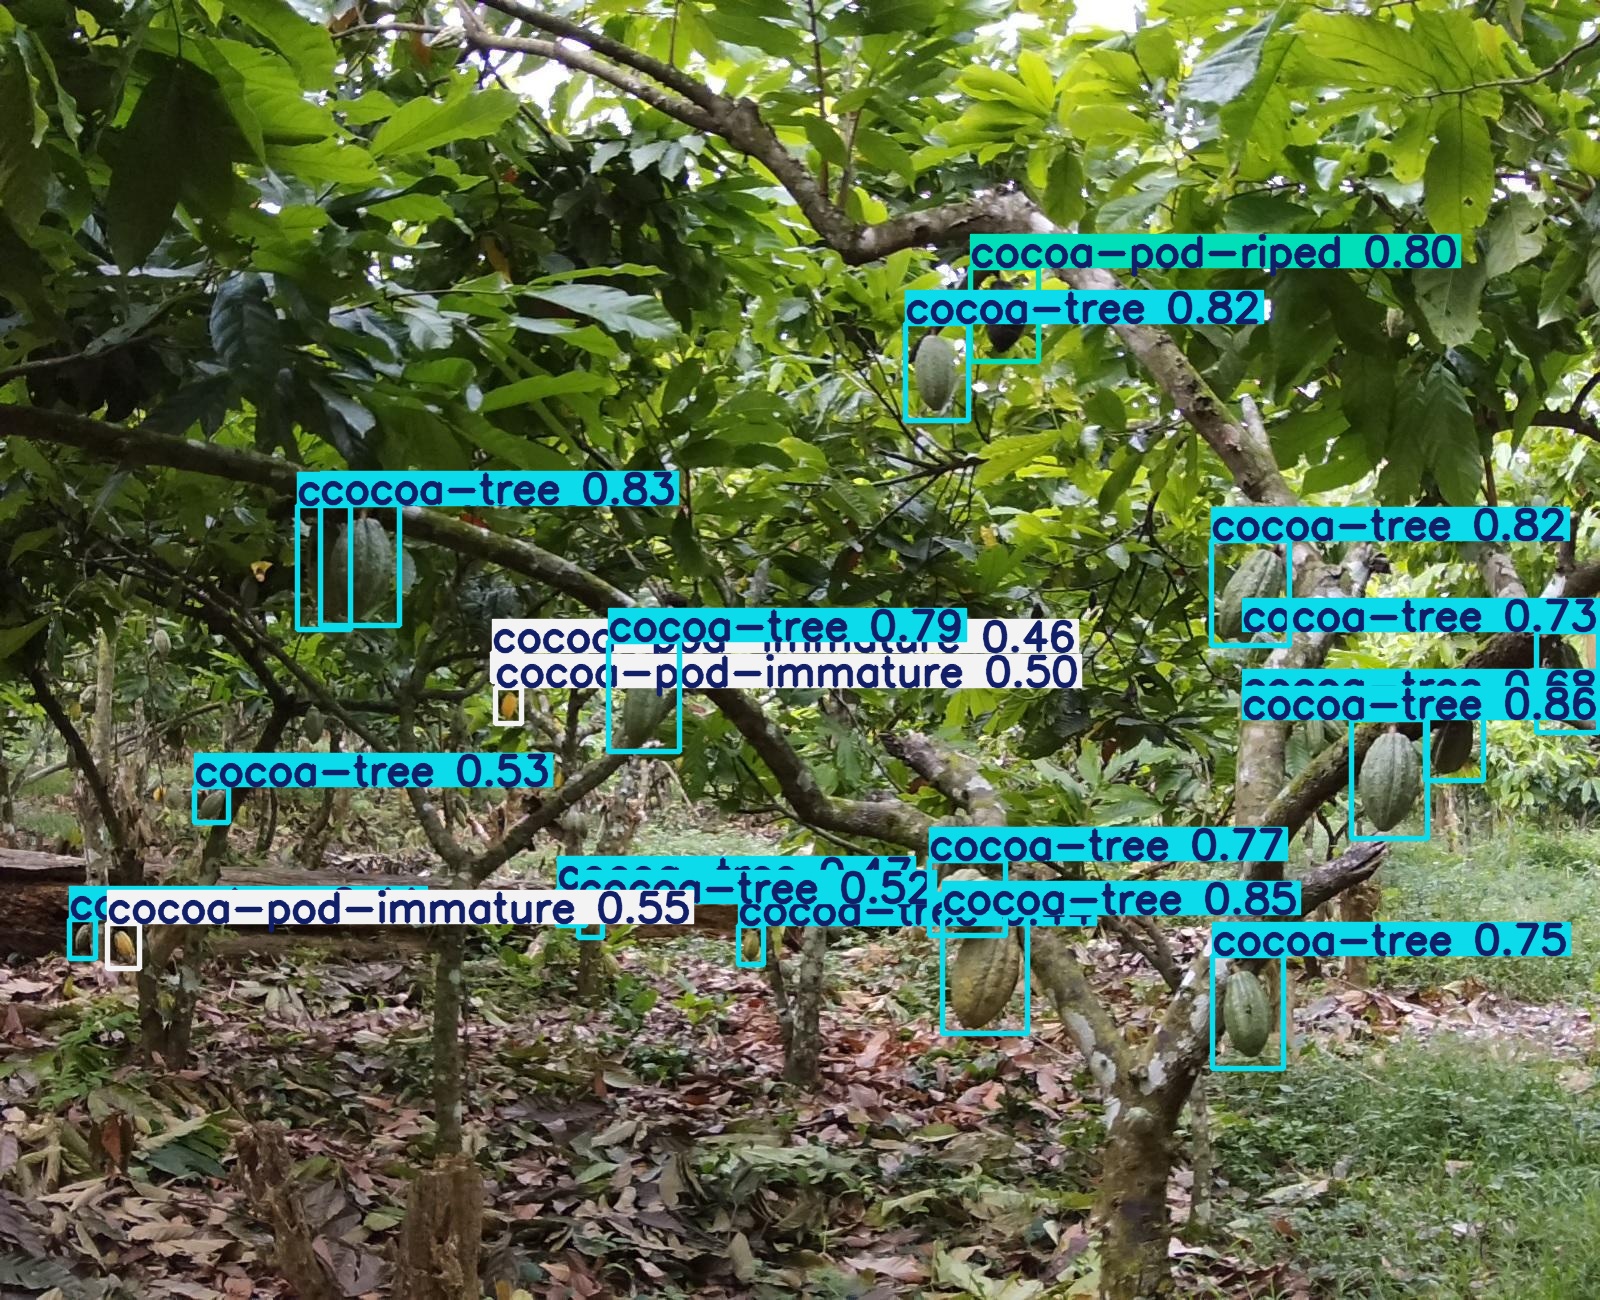 cocoa-pod-riped 0.80
cocoa-tree 0.82
cocoa-tree 0.83
cocoa-tree 0.82
cocoa-tree 0.73
cocoa-tree 0.79
0.46
cocoa-pod-immature 0.50
cocoa-tree 0.86
cocoa-tree 0.53
cocoa-tree 0.77
cocoa-tree 0.52
cocoa-tree 0.85
cocoa-pod-immature 0.55
cocoa-tree 0.75